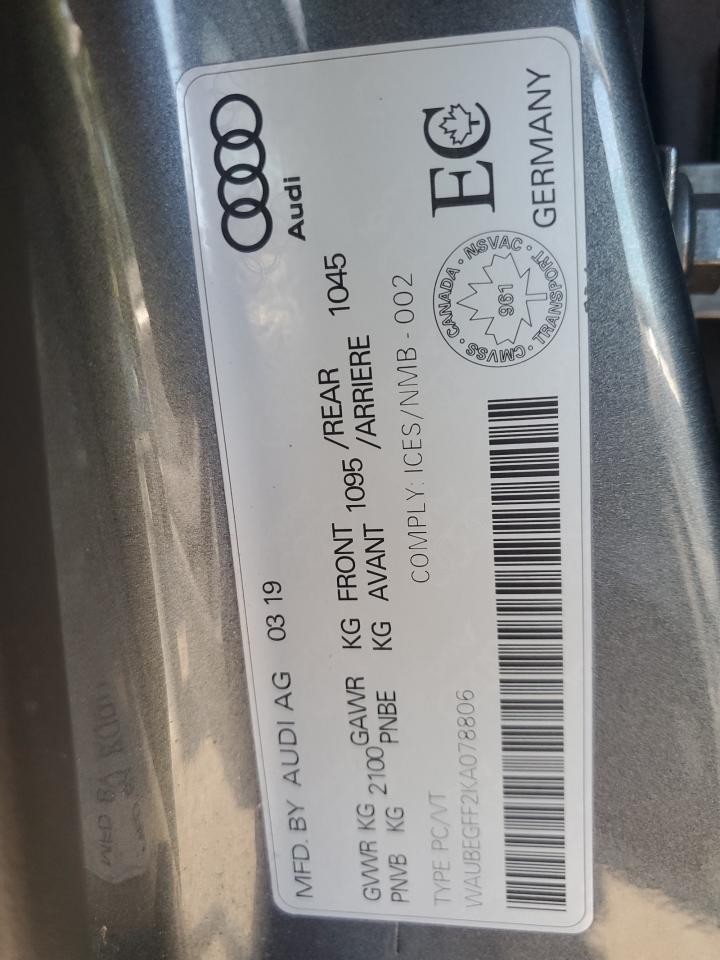 Audi
MFD. BY AUDI AG 03 19
GVWR KG 2100 GAWR KG FRONT 1095 /REAR 1045
PNVB KG PNBE KG AVANT /ARRIERE
COMPLY: ICES/NMB - 002
TYPE: PC/VT
WAUBEGFF2KA078806
EC
CANADA · NSVAC · TRANSPORT · CMVSS ·
961
GERMANY